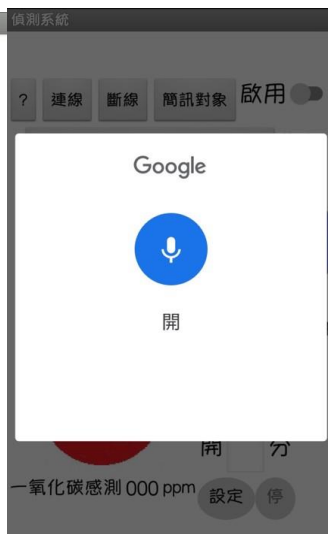 偵測系統
? 連線 斷線 簡訊對象 啟用
Google
開
開 分
一氧化碳感測 000 ppm 設定 停